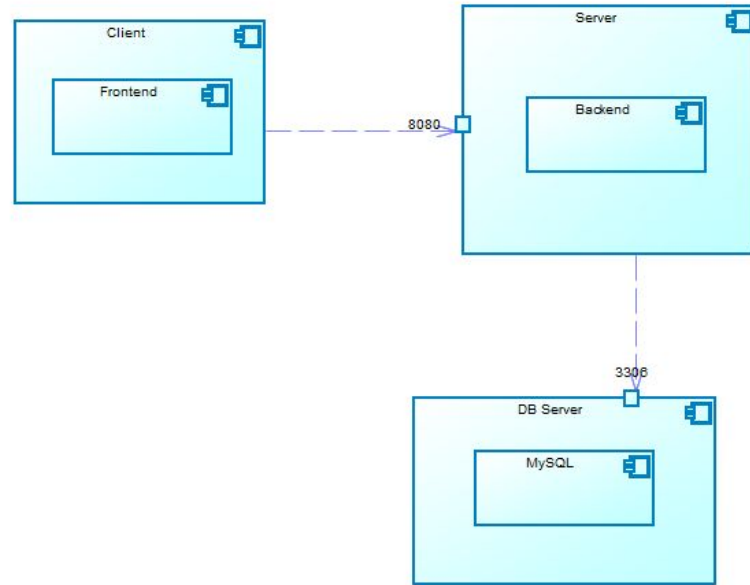 Client
Frontend
8080
Server
Backend
3306
DB Server
MySQL